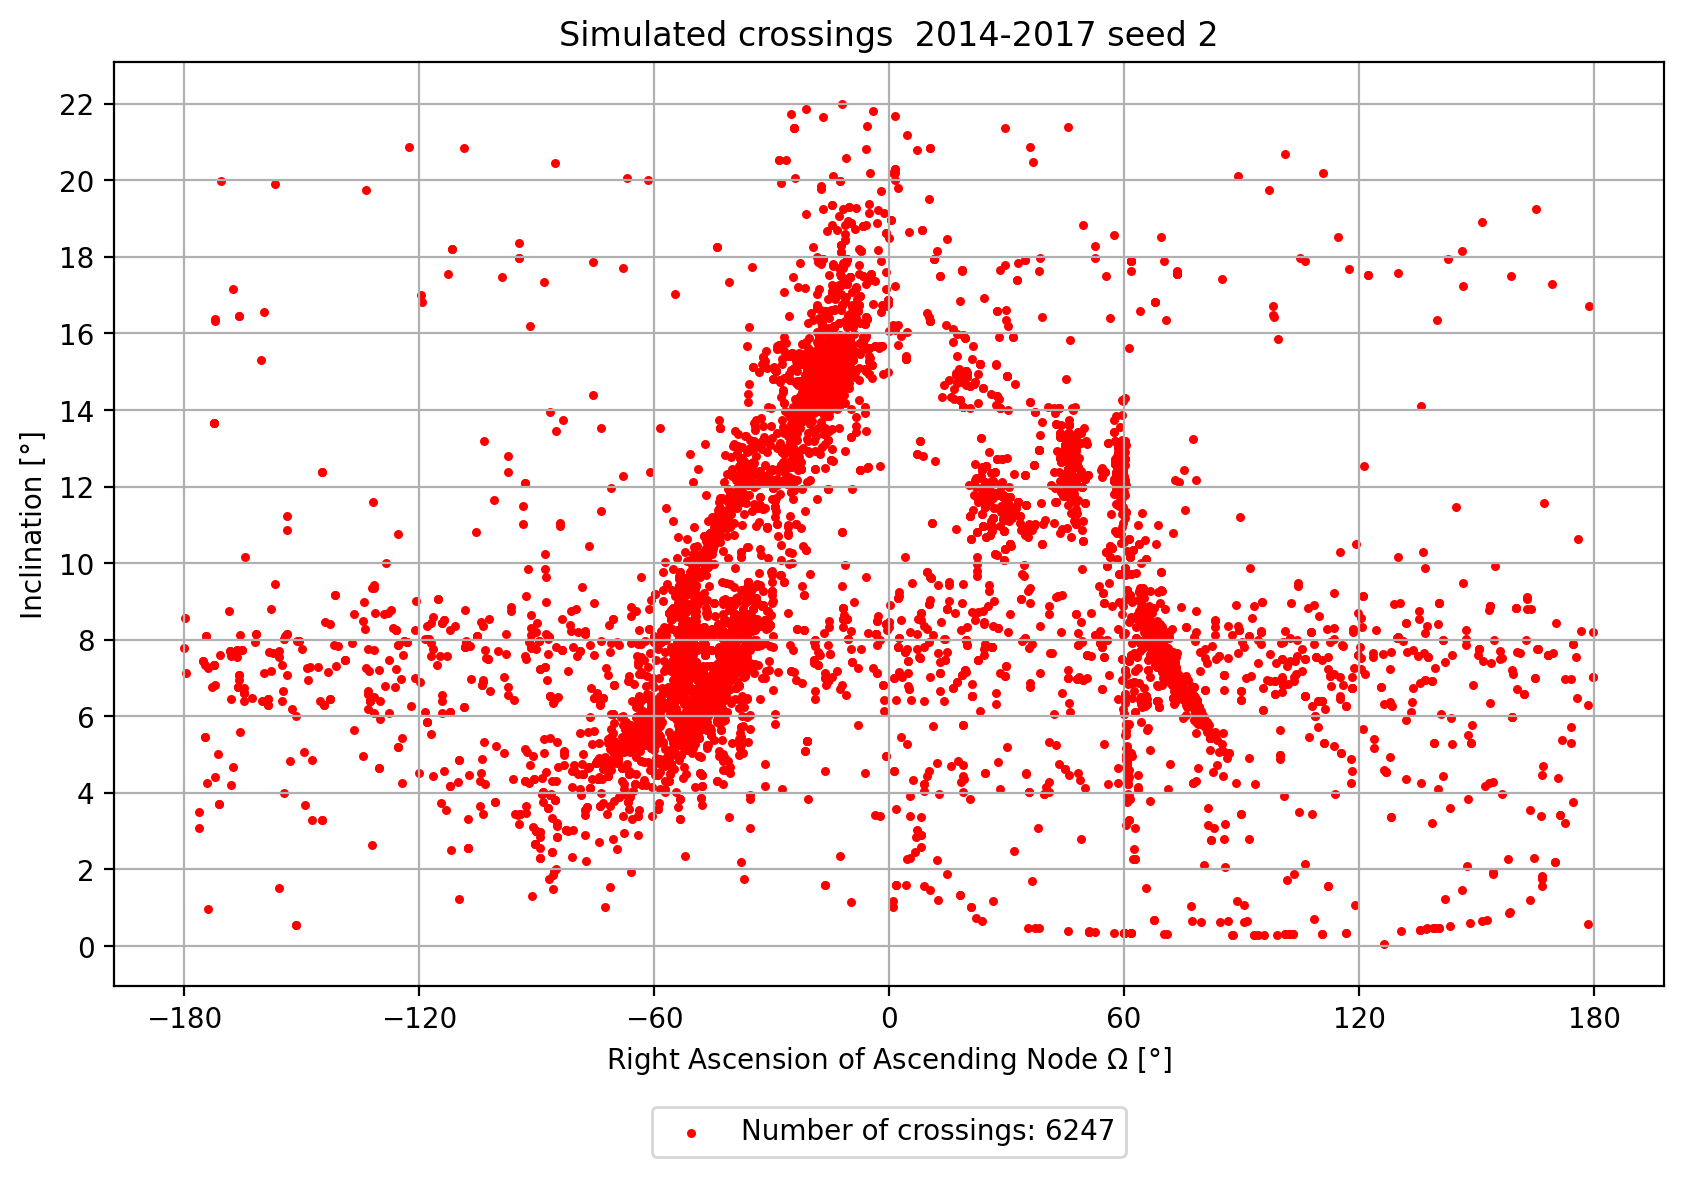 Simulated crossings  2014-2017 seed 2
22
20
18
16
14
12
10
8
6
4
2
0
Inclination [°]
−180 −120 −60 0 60 120 180
Right Ascension of Ascending Node Ω [°]
Number of crossings: 6247